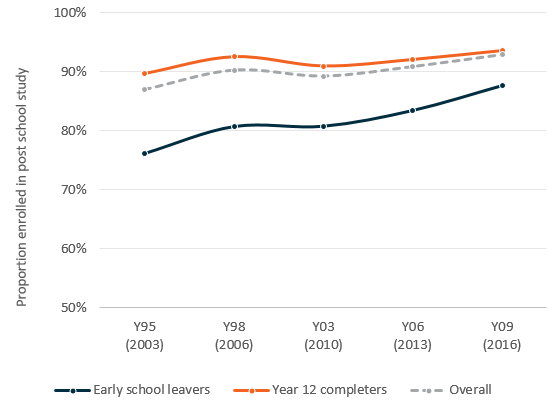 Proportion enrolled in post school study
100%
90%
80%
70%
60%
50%
Y95 Y98 Y03 Y06 Y09
(2003) (2006) (2010) (2013) (2016)
Early school leavers Year 12 completers Overall